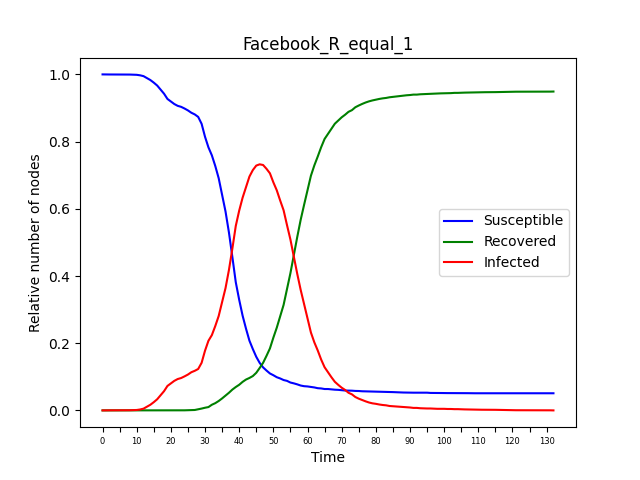 Facebook_R_equal_1
Relative number of nodes
1.0
0.8
0.6
0.4
0.2
0.0
Susceptible
Recovered
Infected
0 10 20 30 40 50 60 70 80 90 100 110 120 130
Time